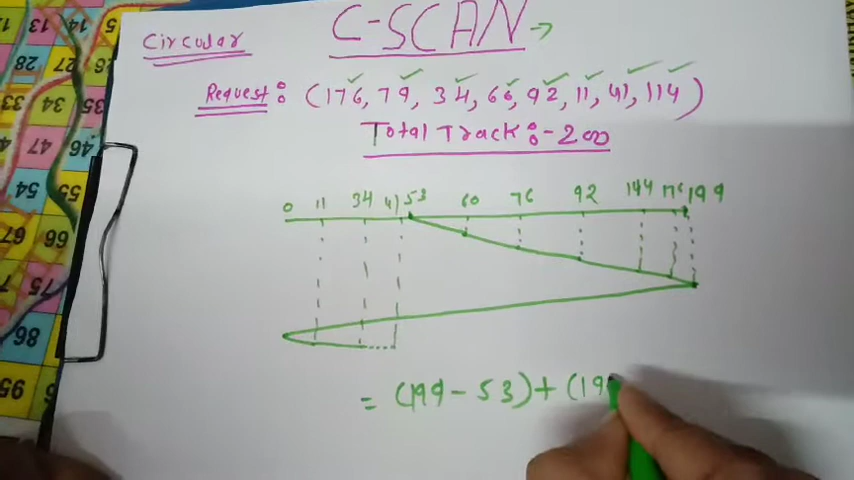 C-SCAN →
Circular
Request: (176, 79, 34, 60, 92, 11, 41, 114)
Total Track :- 200
0 11 34 41 53 60 76 92 144 176 199
= (199 - 53) + (19